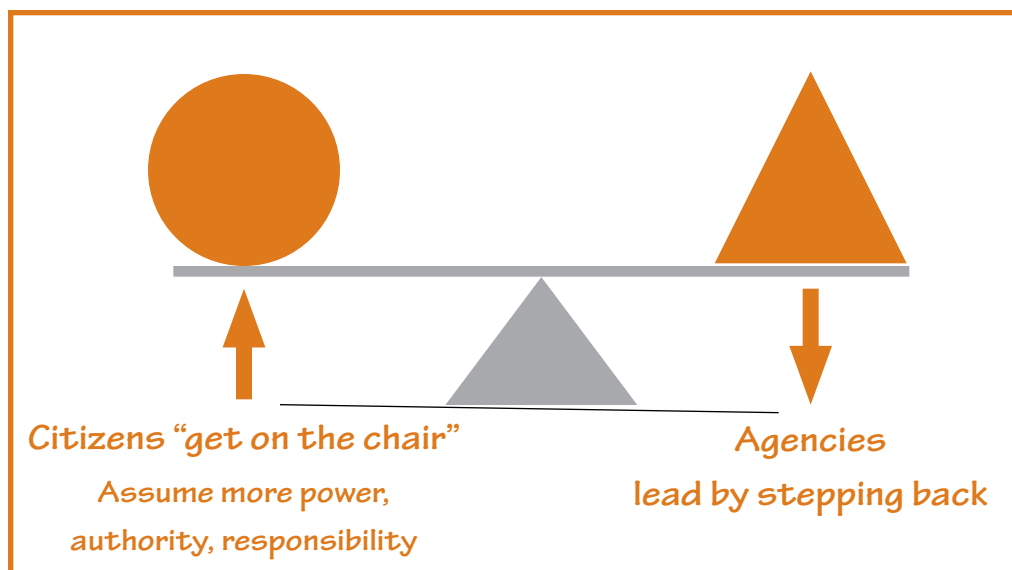 Citizens “get on the chair”
Assume more power,
authority, responsibility
Agencies
lead by stepping back